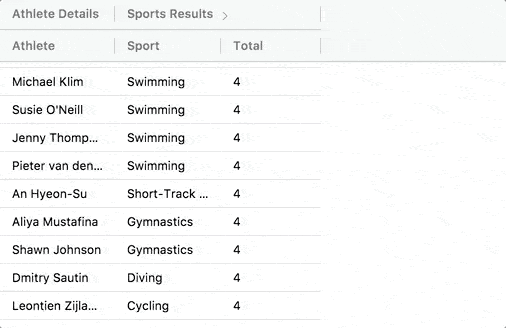 Athlete Details Sports Results
Athlete Sport Total
Michael Klim Swimming 4
Susie O'Neill Swimming 4
Jenny Thomp... Swimming 4
Pieter van den... Swimming 4
An Hyeon-Su Short-Track ... 4
Aliya Mustafina Gymnastics 4
Shawn Johnson Gymnastics 4
Dmitry Sautin Diving 4
Leontien Zijla... Cycling 4